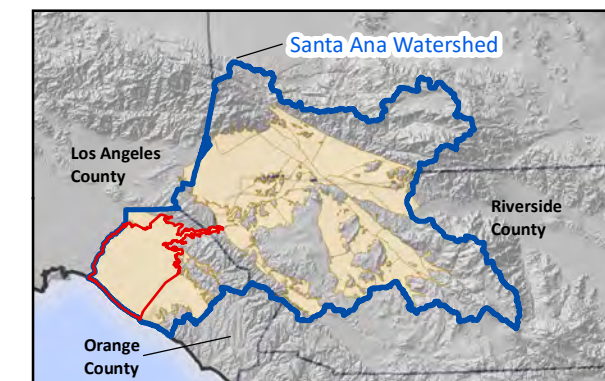 Santa Ana Watershed
Los Angeles
County
Riverside
County
Orange
County